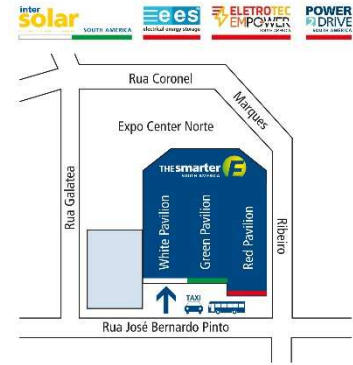 inter
solar
SOUTH AMERICA
ees
electrical energy storage
ELETROTEC
EMPOWER
SOUTH AMERICA
POWER
2DRIVE
SOUTH AMERICA
Rua Coronel
Marques
Ribeiro
Expo Center Norte
Rua Galatea
THE smarter E
SOUTH AMERICA
White Pavilion
Green Pavilion
Red Pavilion
TAXI
Rua José Bernardo Pinto